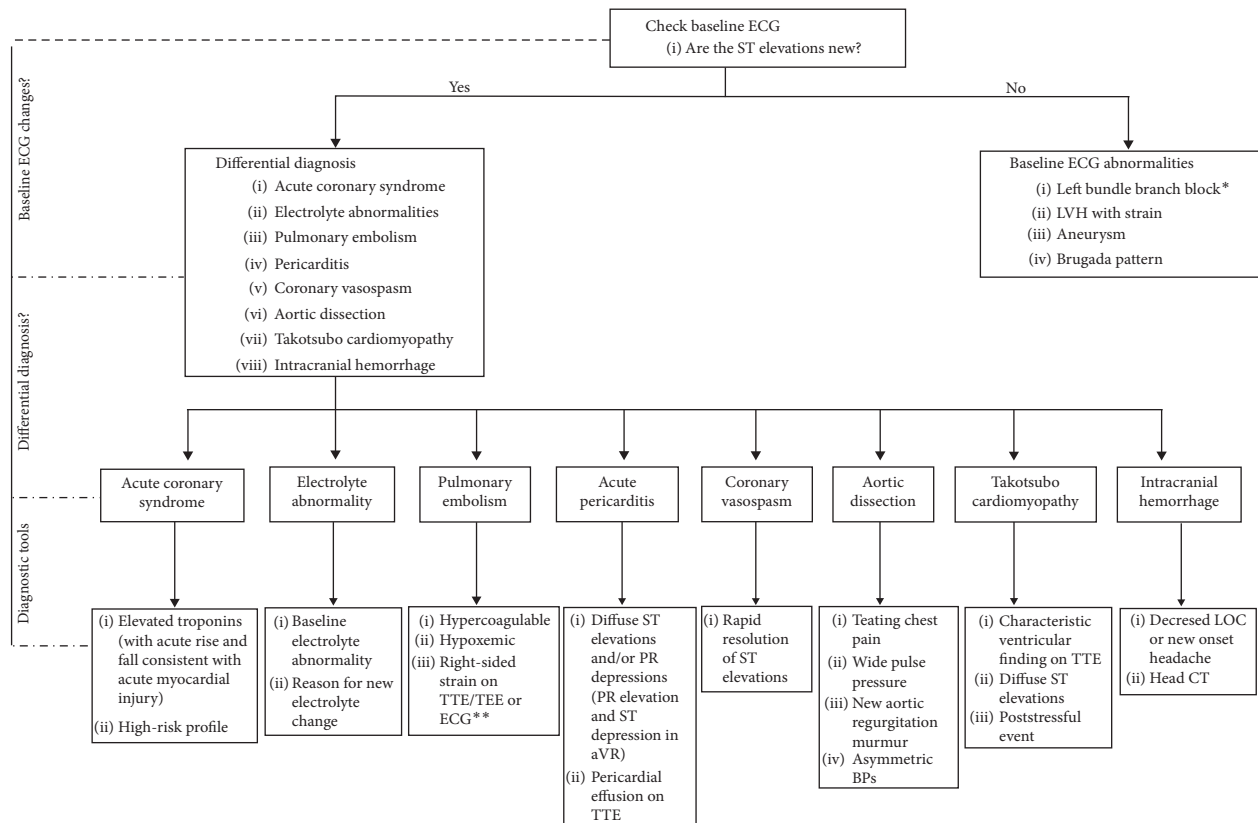 Check baseline ECG
(i) Are the ST elevations new?
Yes
No
Baseline ECG changes?
Differential diagnosis
(i) Acute coronary syndrome
(ii) Electrolyte abnormalities
(iii) Pulmonary embolism
(iv) Pericarditis
(v) Coronary vasospasm
(vi) Aortic dissection
(vii) Takotsubo cardiomyopathy
(viii) Intracranial hemorrhage
Baseline ECG abnormalities
(i) Left bundle branch block*
(ii) LVH with strain
(iii) Aneurysm
(iv) Brugada pattern
Differential diagnosis?
Acute coronary
syndrome
Electrolyte
abnormality
Pulmonary
embolism
Acute
pericarditis
Coronary
vasospasm
Aortic
dissection
Takotsubo
cardiomyopathy
Intracranial
hemorrhage
Diagnostic tools
(i) Elevated troponins
(with acute rise and
fall consistent with
acute myocardial
injury)
(ii) High-risk profile
(i) Baseline
electrolyte
abnormality
(ii) Reason for new
electrolyte
change
(i) Hypercoagulable
(ii) Hypoxemic
(iii) Right-sided
strain on
TTE/TEE or
ECG**
(i) Diffuse ST
elevations
and/or PR
depressions
(PR elevation
and ST
depression in
aVR)
(ii) Pericardial
effusion on
TTE
(i) Rapid
resolution
of ST
elevations
(i) Teating chest
pain
(ii) Wide pulse
pressure
(iii) New aortic
regurgitation
murmur
(iv) Asymmetric
BPs
(i) Characteristic
ventricular
finding on TTE
(ii) Diffuse ST
elevations
(iii) Poststressful
event
(i) Decresed LOC
or new onset
headache
(ii) Head CT